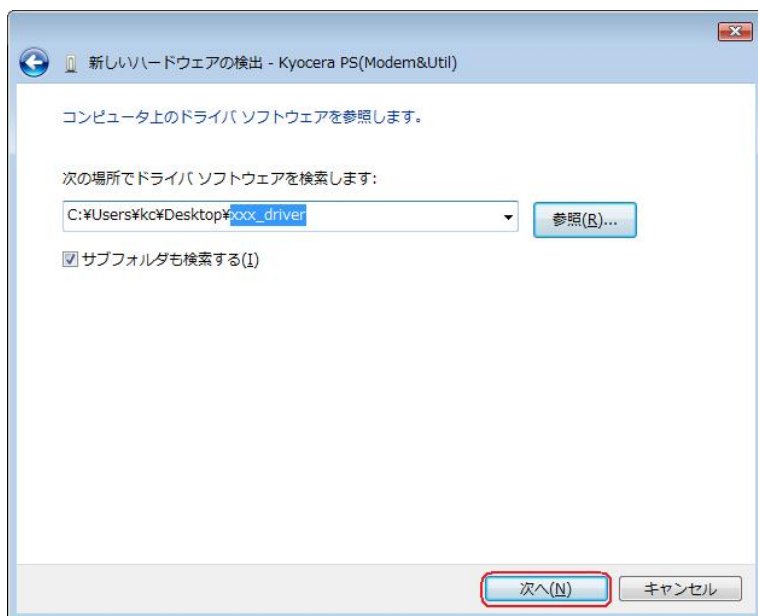 新しいハードウェアの検出 - Kyocera PS(Modem&Util)
コンピュータ上のドライバ ソフトウェアを参照します。
次の場所でドライバ ソフトウェアを検索します:
C:¥Users¥kc¥Desktop¥xxx_driver
参照(R)...
サブフォルダも検索する(I)
次へ(N)
キャンセル